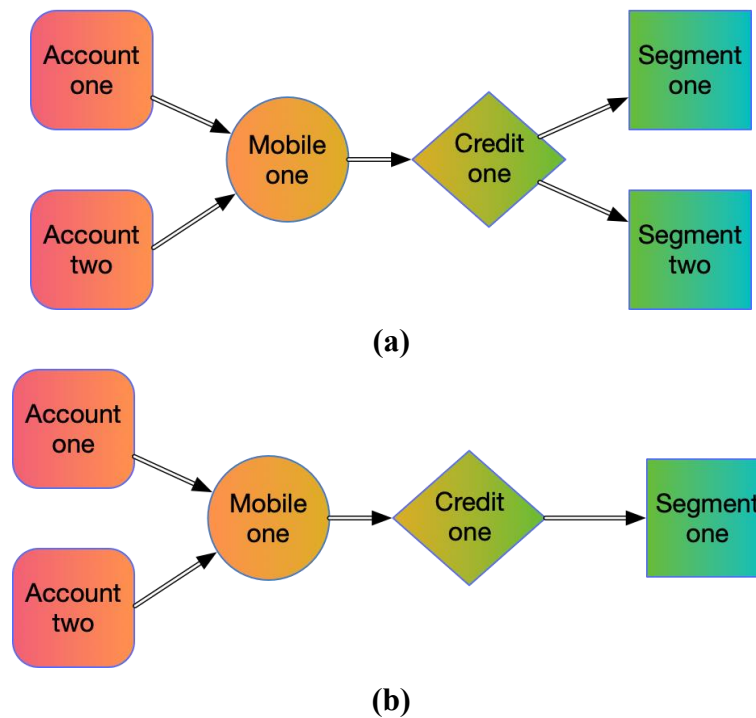 Account
one
Account
two
Mobile
one
Credit
one
Segment
one
Segment
two
(a)
Account
one
Account
two
Mobile
one
Credit
one
Segment
one
(b)